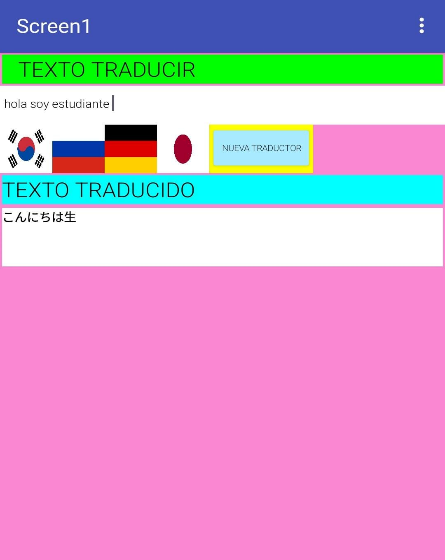 Screen1
TEXTO TRADUCIR
hola soy estudiante
NUEVA TRADUCTOR
TEXTO TRADUCIDO
こんにちは生